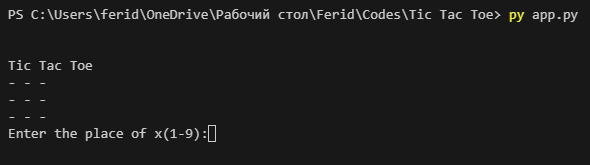 PS C:\Users\ferid\OneDrive\Рабочий стол\Ferid\Codes\Tic Tac Toe> py app.py
Tic Tac Toe
- - -
- - -
- - -
Enter the place of x(1-9):